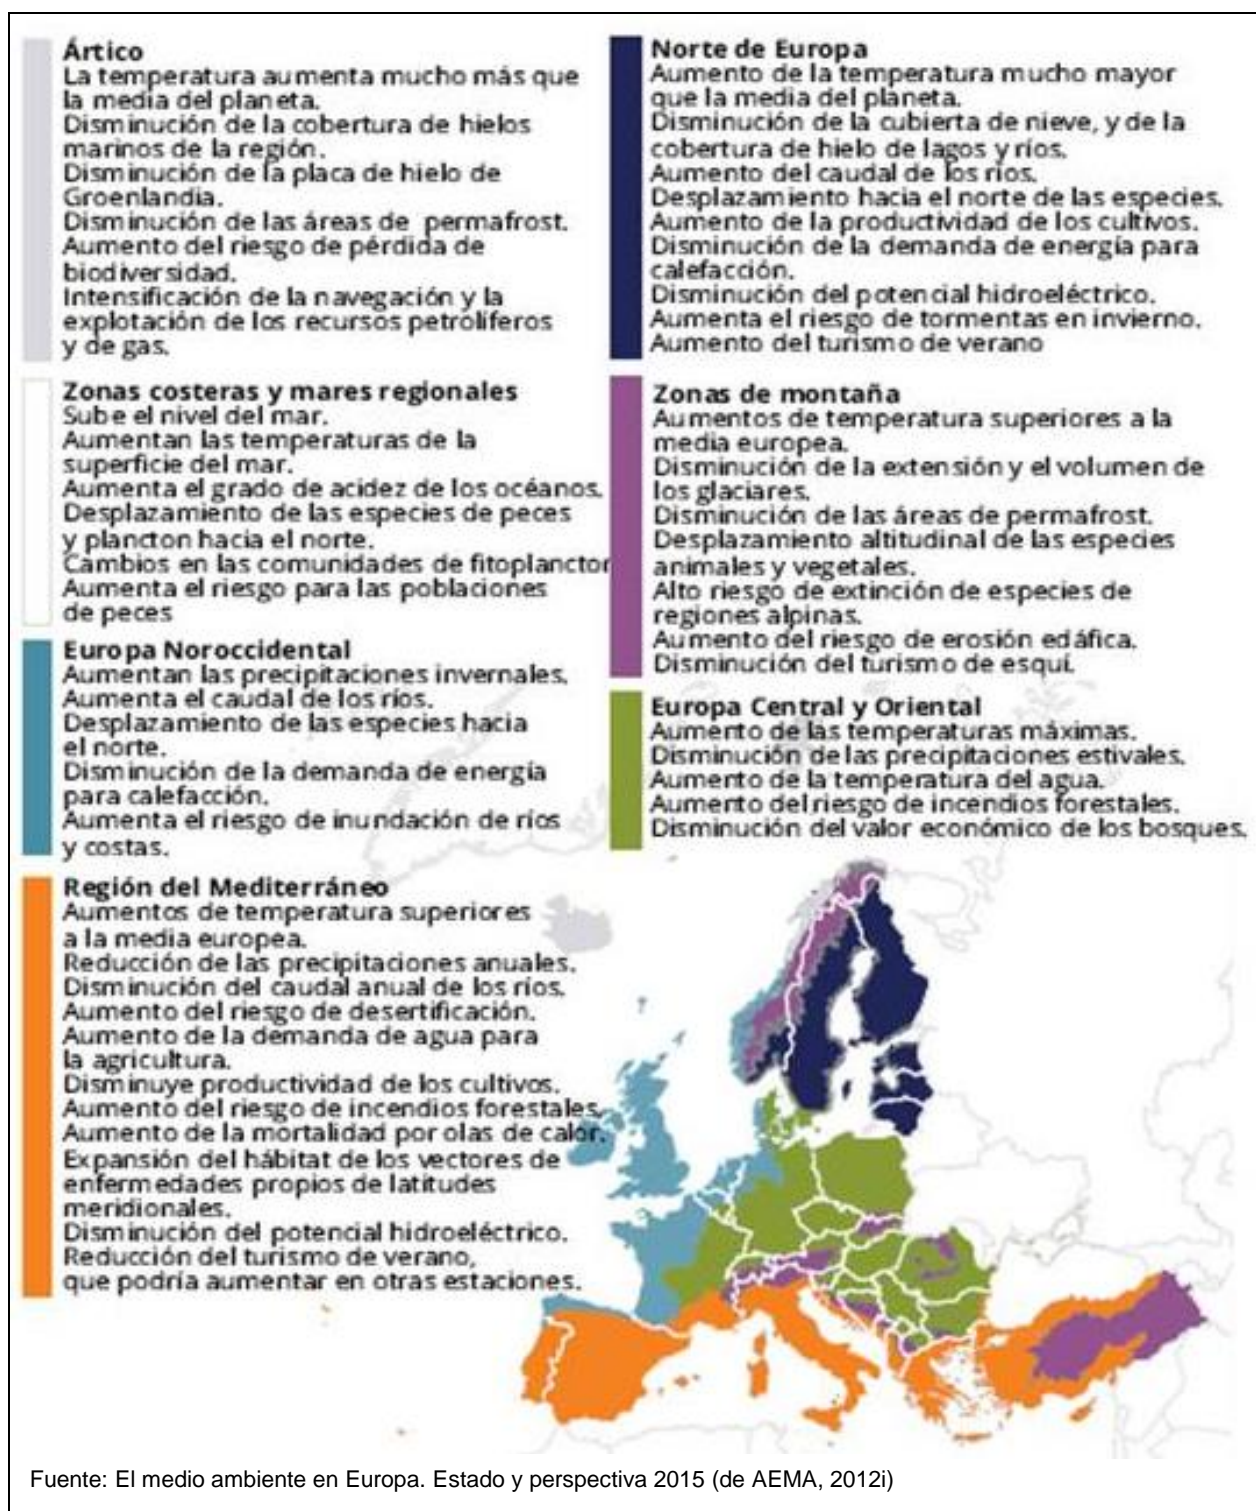 Ártico
La temperatura aumenta mucho más que
la media del planeta.
Disminución de la cobertura de hielos
marinos de la región.
Disminución de la placa de hielo de
Groenlandia.
Disminución de las áreas de permafrost.
Aumento del riesgo de pérdida de
biodiversidad.
Intensificación de la navegación y la
explotación de los recursos petrolíferos
y de gas.
Zonas costeras y mares regionales
Sube el nivel del mar.
Aumentan las temperaturas de la
superficie del mar.
Aumenta el grado de acidez de los océanos.
Desplazamiento de las especies de peces
y plancton hacia el norte.
Cambios en las comunidades de fitoplancton
Aumenta el riesgo para las poblaciones
de peces
Europa Noroccidental
Aumentan las precipitaciones invernales.
Aumenta el caudal de los ríos.
Desplazamiento de las especies hacia
el norte.
Disminución de la demanda de energía
para calefacción.
Aumenta el riesgo de inundación de ríos
y costas.
Región del Mediterráneo
Aumentos de temperatura superiores
a la media europea.
Reducción de las precipitaciones anuales.
Disminución del caudal anual de los ríos.
Aumento del riesgo de desertificación.
Aumento de la demanda de agua para
la agricultura.
Disminuye productividad de los cultivos.
Aumento del riesgo de incendios forestales.
Aumento de la mortalidad por olas de calor.
Expansión del hábitat de los vectores de
enfermedades propios de latitudes
meridionales.
Disminución del potencial hidroeléctrico.
Reducción del turismo de verano,
que podría aumentar en otras estaciones.
Norte de Europa
Aumento de la temperatura mucho mayor
que la media del planeta.
Disminución de la cubierta de nieve, y de la
cobertura de hielo de lagos y ríos.
Aumento del caudal de los ríos.
Desplazamiento hacia el norte de las especies.
Aumento de la productividad de los cultivos.
Disminución de la demanda de energía para
calefacción.
Disminución del potencial hidroeléctrico.
Aumenta el riesgo de tormentas en invierno.
Aumento del turismo de verano
Zonas de montaña
Aumentos de temperatura superiores a la
media europea.
Disminución de la extensión y el volumen de
los glaciares.
Disminución de las áreas de permafrost.
Desplazamiento altitudinal de las especies
animales y vegetales.
Alto riesgo de extinción de especies de
regiones alpinas.
Aumento del riesgo de erosión edáfica.
Disminución del turismo de esquí.
Europa Central y Oriental
Aumento de las temperaturas máximas.
Disminución de las precipitaciones estivales.
Aumento de la temperatura del agua.
Aumento del riesgo de incendios forestales.
Disminución del valor económico de los bosques.
Fuente: El medio ambiente en Europa. Estado y perspectiva 2015 (de AEMA, 2012i)